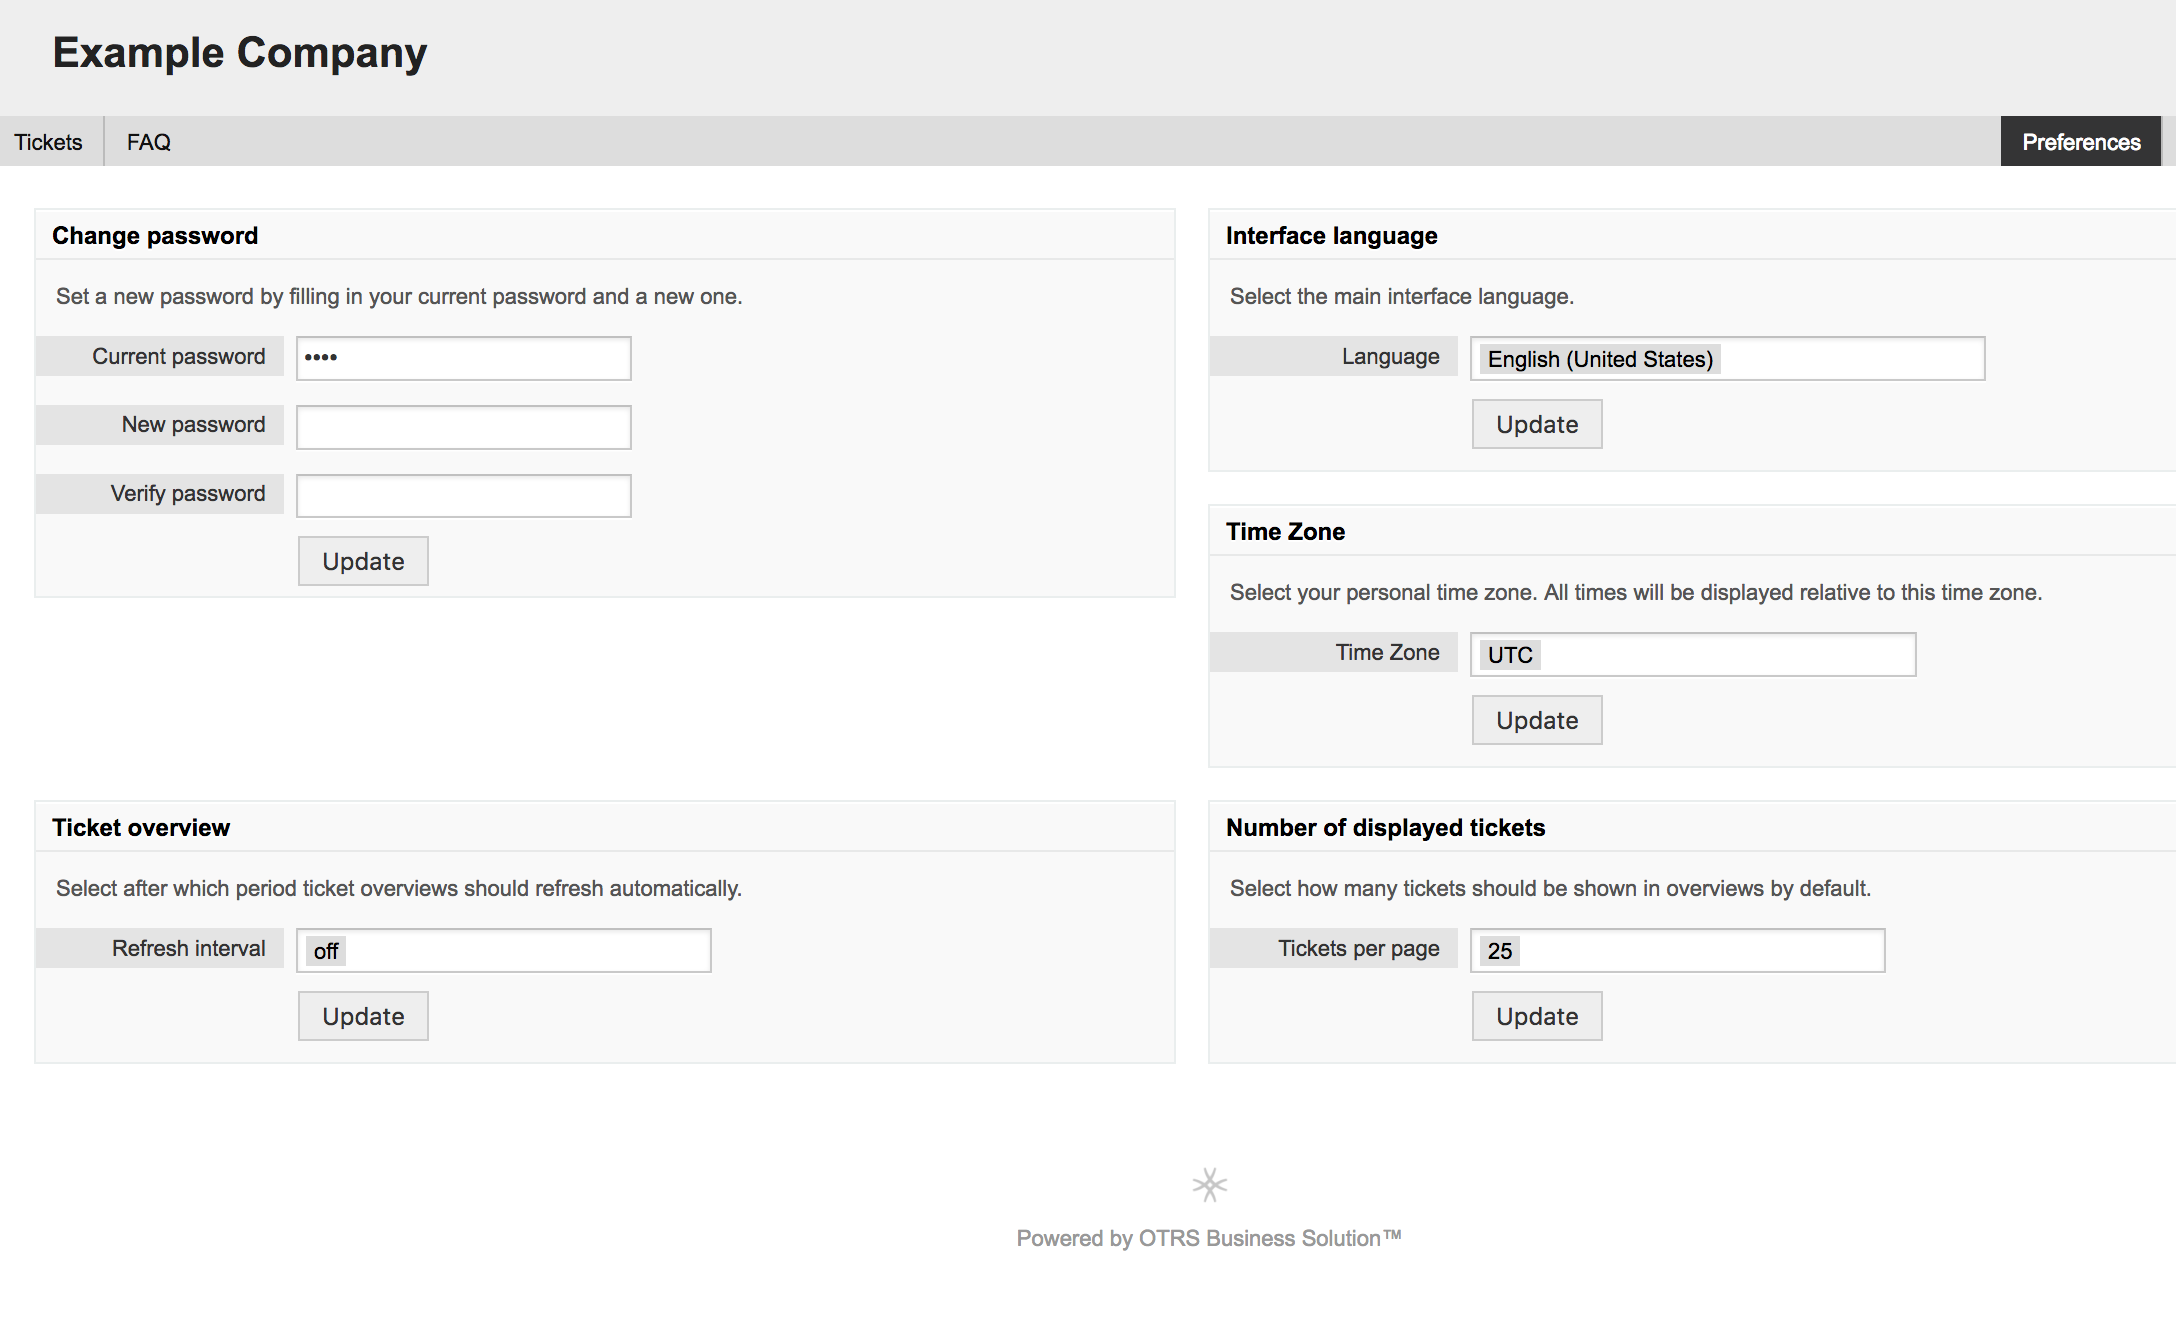 Example Company
Tickets
FAQ
Preferences
Change password
Set a new password by filling in your current password and a new one.
Current password
••••
New password
Verify password
Update
Interface language
Select the main interface language.
Language
English (United States)
Update
Time Zone
Select your personal time zone. All times will be displayed relative to this time zone.
Time Zone
UTC
Update
Ticket overview
Select after which period ticket overviews should refresh automatically.
Refresh interval
off
Update
Number of displayed tickets
Select how many tickets should be shown in overviews by default.
Tickets per page
25
Update
Powered by OTRS Business Solution™